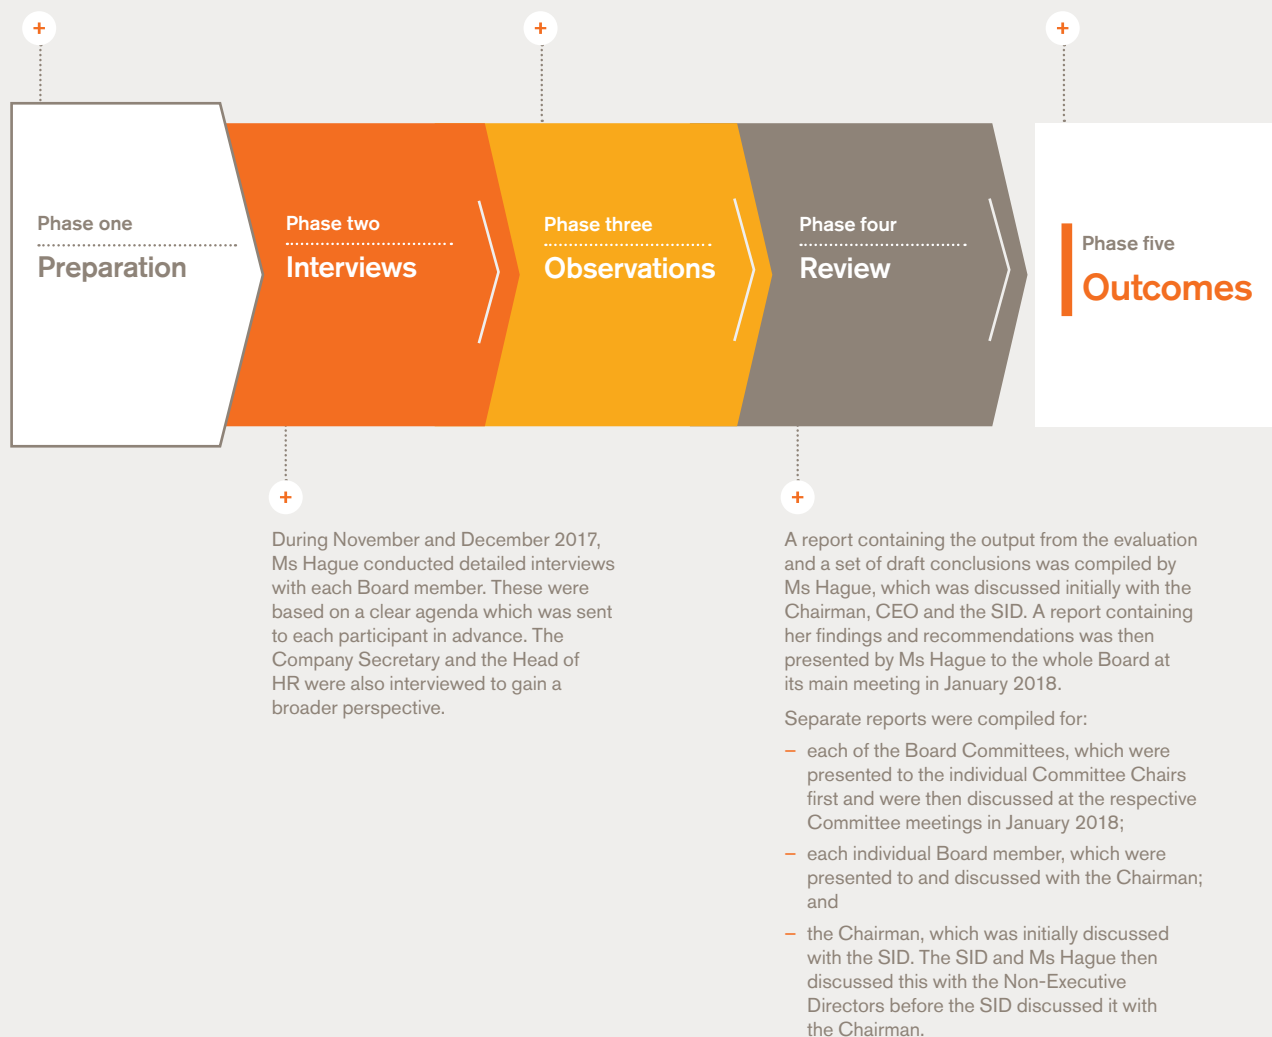 +
+
+
Phase one
Preparation
Phase two
Interviews
Phase three
Observations
Phase four
Review
Phase five
Outcomes
+
During November and December 2017,
Ms Hague conducted detailed interviews
with each Board member. These were
based on a clear agenda which was sent
to each participant in advance. The
Company Secretary and the Head of
HR were also interviewed to gain a
broader perspective.
+
A report containing the output from the evaluation
and a set of draft conclusions was compiled by
Ms Hague, which was discussed initially with the
Chairman, CEO and the SID. A report containing
her findings and recommendations was then
presented by Ms Hague to the whole Board at
its main meeting in January 2018.
Separate reports were compiled for:
– each of the Board Committees, which were
presented to the individual Committee Chairs
first and were then discussed at the respective
Committee meetings in January 2018;
– each individual Board member, which were
presented to and discussed with the Chairman;
and
– the Chairman, which was initially discussed
with the SID. The SID and Ms Hague then
discussed this with the Non-Executive
Directors before the SID discussed it with
the Chairman.